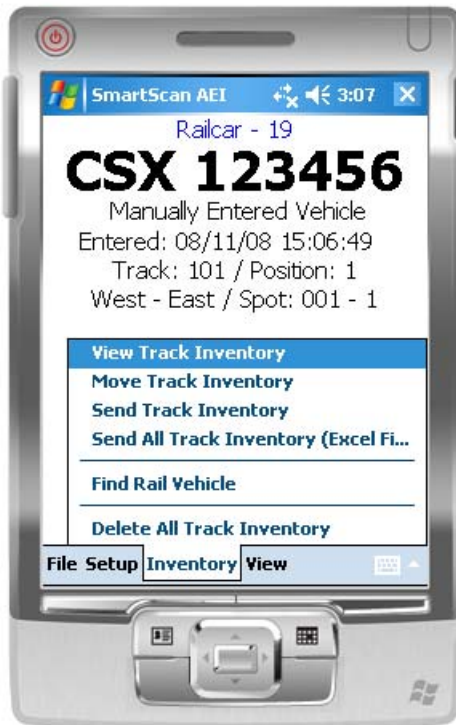 SmartScan AEI 3:07
Railcar - 19
CSX 123456
Manually Entered Vehicle
Entered: 08/11/08 15:06:49
Track: 101 / Position: 1
West - East / Spot: 001 - 1
View Track Inventory
Move Track Inventory
Send Track Inventory
Send All Track Inventory (Excel Fi...
Find Rail Vehicle
Delete All Track Inventory
File Setup Inventory View